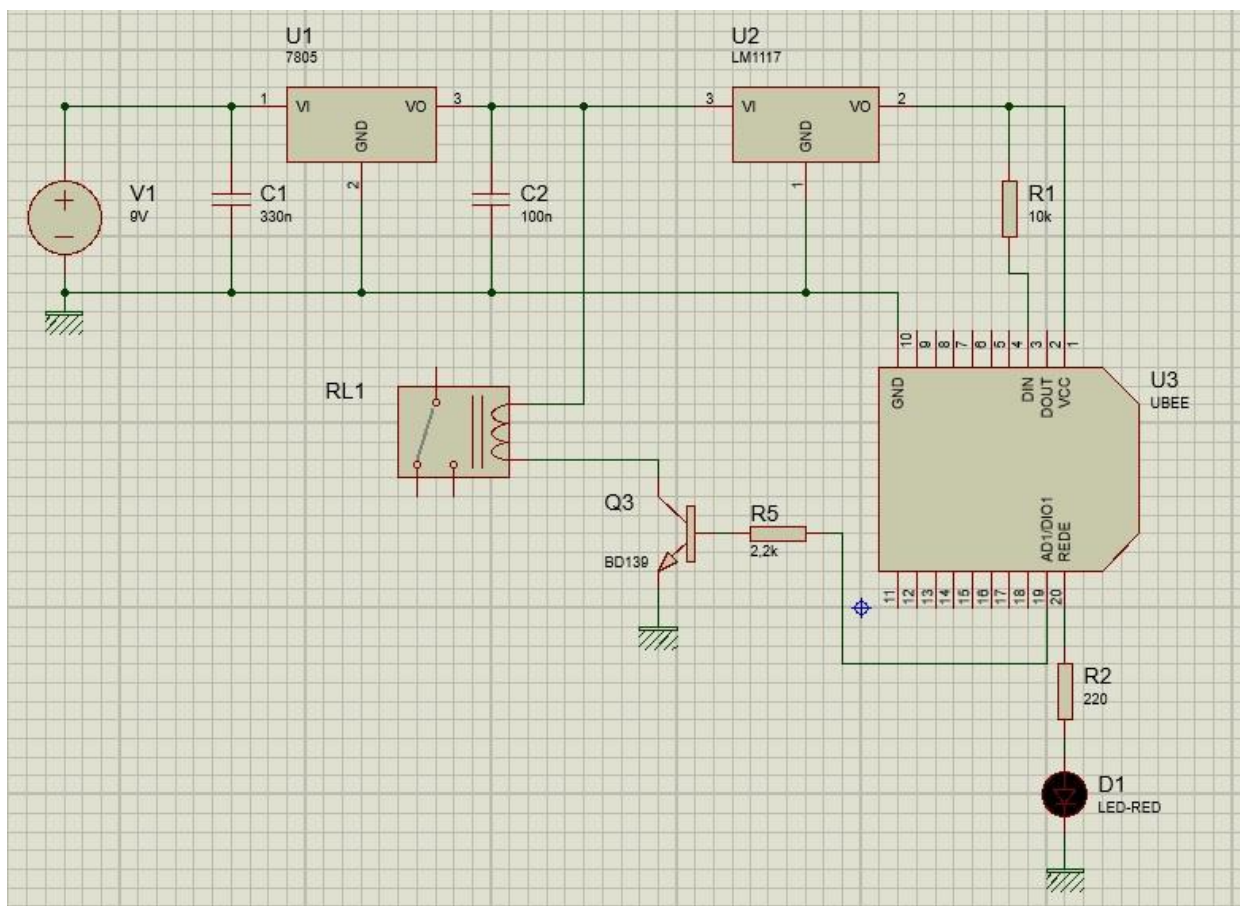 U1
7805
U2
LM1117
1
VI
VO
3
GND
2
3
VI
VO
2
GND
1
V1
9V
C1
330n
C2
100n
R1
10k
RL1
10
9
8
7
6
5
4
3
2
1
GND
DIN
DOUT
VCC
U3
UBEE
Q3
BD139
R5
2,2k
AD1/DIO1
REDE
11
12
13
14
15
16
17
18
19
20
R2
220
D1
LED-RED